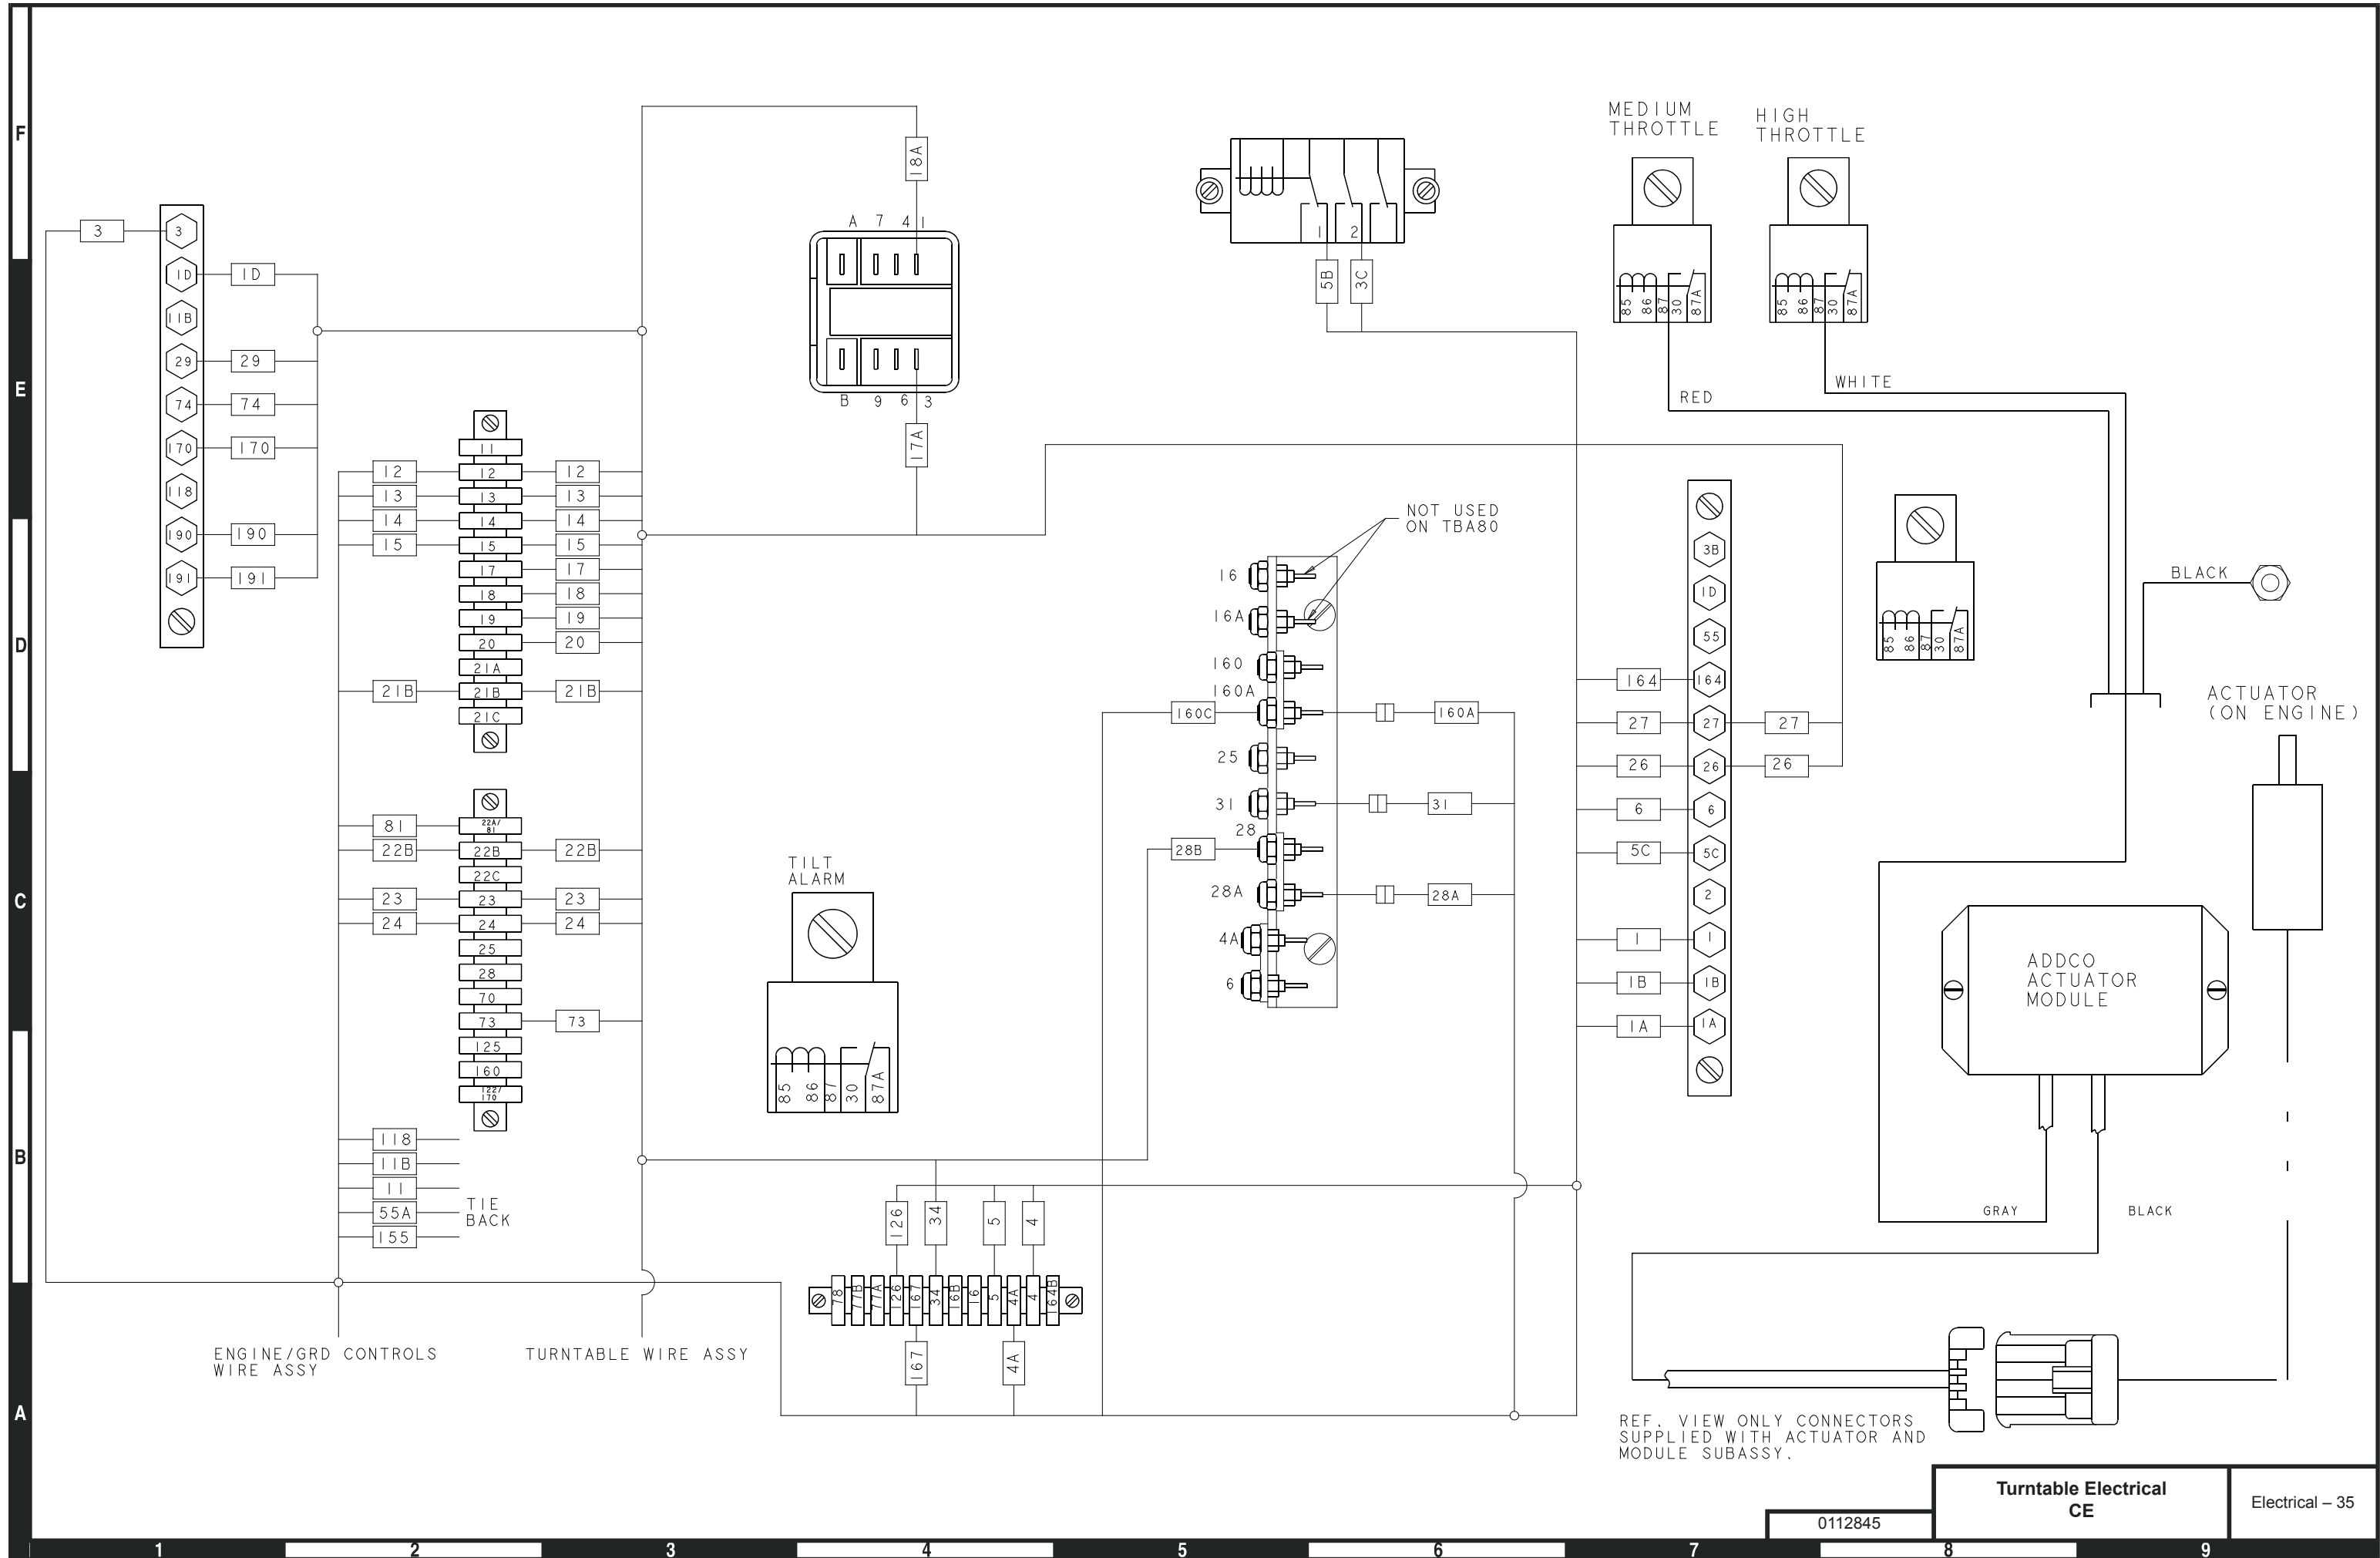 F
E
D
C
B
A
1
2
3
4
5
6
7
8
9
3
3
1D
1D
11B
29
29
74
74
170
170
118
190
190
191
191
11
12
12
12
13
13
13
14
14
14
15
15
15
17
17
18
18
19
19
20
20
21A
21B
21B
21B
21C
81
22A/
81
22B
22B
22B
22C
23
23
23
24
24
24
25
28
70
73
73
125
160
122/
170
118
11B
11
55A
155
TIE
BACK
ENGINE/GRD CONTROLS
WIRE ASSY
TURNTABLE WIRE ASSY
18A
A 7 4 1
B 9 6 3
17A
TILT
ALARM
85
86
87
30
87A
126
34
5
4
78
77B
77A
126
167
34
16B
16
5
4A
4
164B
167
4A
1
2
5B
3C
NOT USED
ON TBA80
16
16A
160
160A
160C
160A
25
31
31
28
28B
28A
28A
4A
6
MEDIUM
THROTTLE
HIGH
THROTTLE
85
86
87
30
87A
85
86
87
30
87A
RED
WHITE
3B
1D
55
164
164
27
27
27
26
26
26
6
6
5C
5C
2
1
1
1B
1B
1A
1A
85
86
87
30
87A
BLACK
ACTUATOR
(ON ENGINE)
ADDCO
ACTUATOR
MODULE
GRAY
BLACK
REF. VIEW ONLY CONNECTORS
SUPPLIED WITH ACTUATOR AND
MODULE SUBASSY.
0112845
Turntable Electrical
CE
Electrical – 35